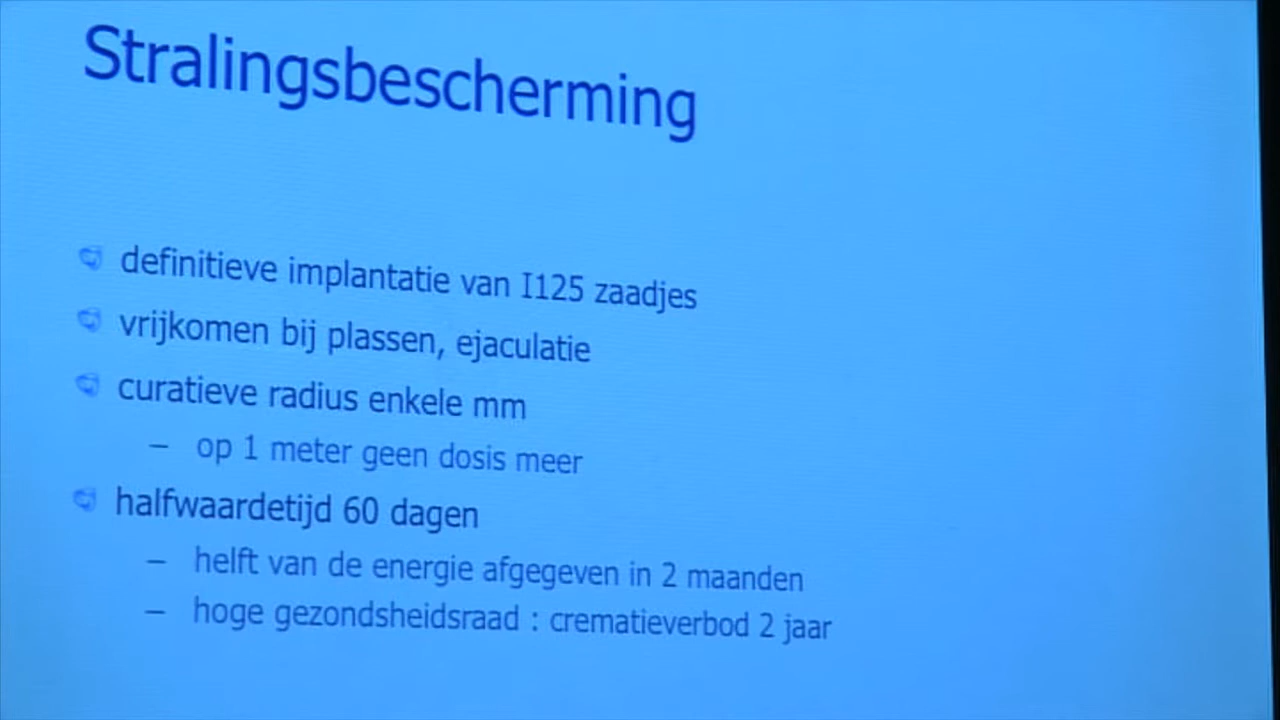 Stralingsbescherming
definitieve implantatie van I125 zaadjes
vrijkomen bij plassen, ejaculatie
curatieve radius enkele mm
– op 1 meter geen dosis meer
halfwaardetijd 60 dagen
– helft van de energie afgegeven in 2 maanden
– hoge gezondsheidsraad : crematieverbod 2 jaar